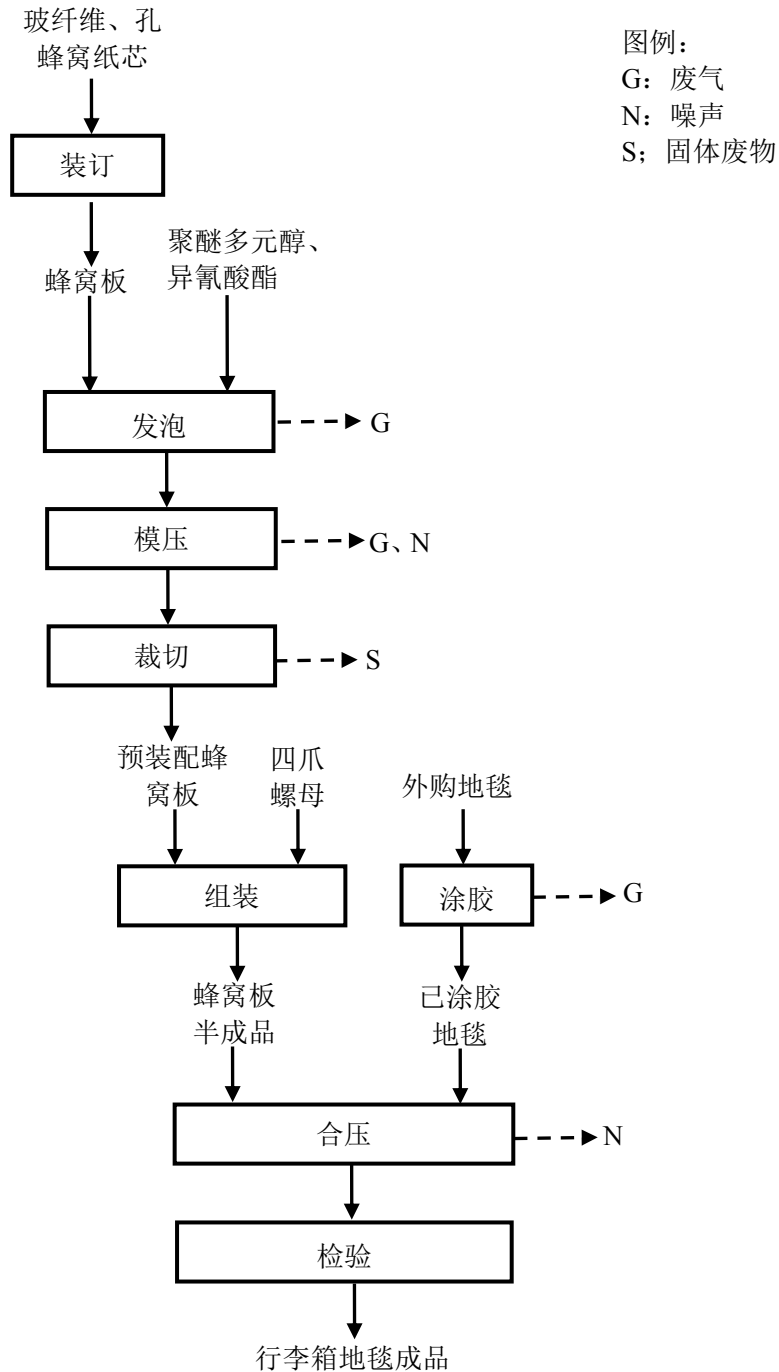 玻纤维、孔
蜂窝纸芯
图例：
G：废气
N：噪声
S；固体废物
装订
蜂窝板
聚醚多元醇、
异氰酸酯
发泡
G
模压
G、N
裁切
S
预装配蜂
窝板
四爪
螺母
外购地毯
组装
涂胶
G
蜂窝板
半成品
已涂胶
地毯
合压
N
检验
行李箱地毯成品